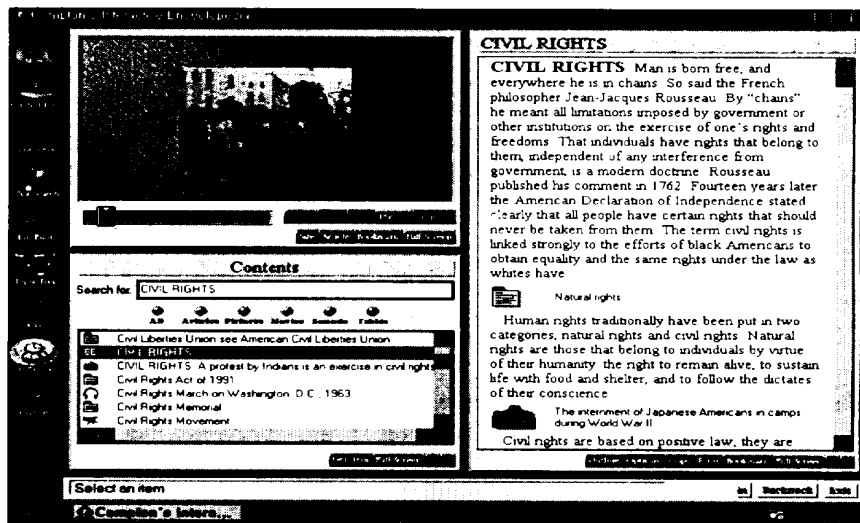 CIVIL RIGHTS
CIVIL RIGHTS Man is born free, and
everywhere he is in chains. So said the French
philosopher Jean-Jacques Rousseau. By "chains"
he meant all limitations imposed by government or
other institutions on the exercise of one's rights and
freedoms. That individuals have rights that belong to
them, independent of any interference from
government, is a modern doctrine. Rousseau
published his comment in 1762. Fourteen years later
the American Declaration of Independence stated
clearly that all people have certain rights that should
never be taken from them. The term civil rights is
linked strongly to the efforts of black Americans to
obtain equality and the same rights under the law as
whites have
Natural rights
Human rights traditionally have been put in two
categories, natural rights and civil rights. Natural
rights are those that belong to individuals by virtue
of their humanity: the right to remain alive, to sustain
life with food and shelter, and to follow the dictates
of their conscience
The internment of Japanese Americans in camps
during World War II
Civil rights are based on positive law, they are
Contents
Search for: CIVIL RIGHTS
All Articles Pictures Movies Sounds Tables
Civil Liberties Union see American Civil Liberties Union
CIVIL RIGHTS
CIVIL RIGHTS: A protest by Indians is an exercise in civil rights
Civil Rights Act of 1991
Civil Rights March on Washington, D.C., 1963
Civil Rights Memorial
Civil Rights Movement
Select an item
Backtrack
Compton's Intera...